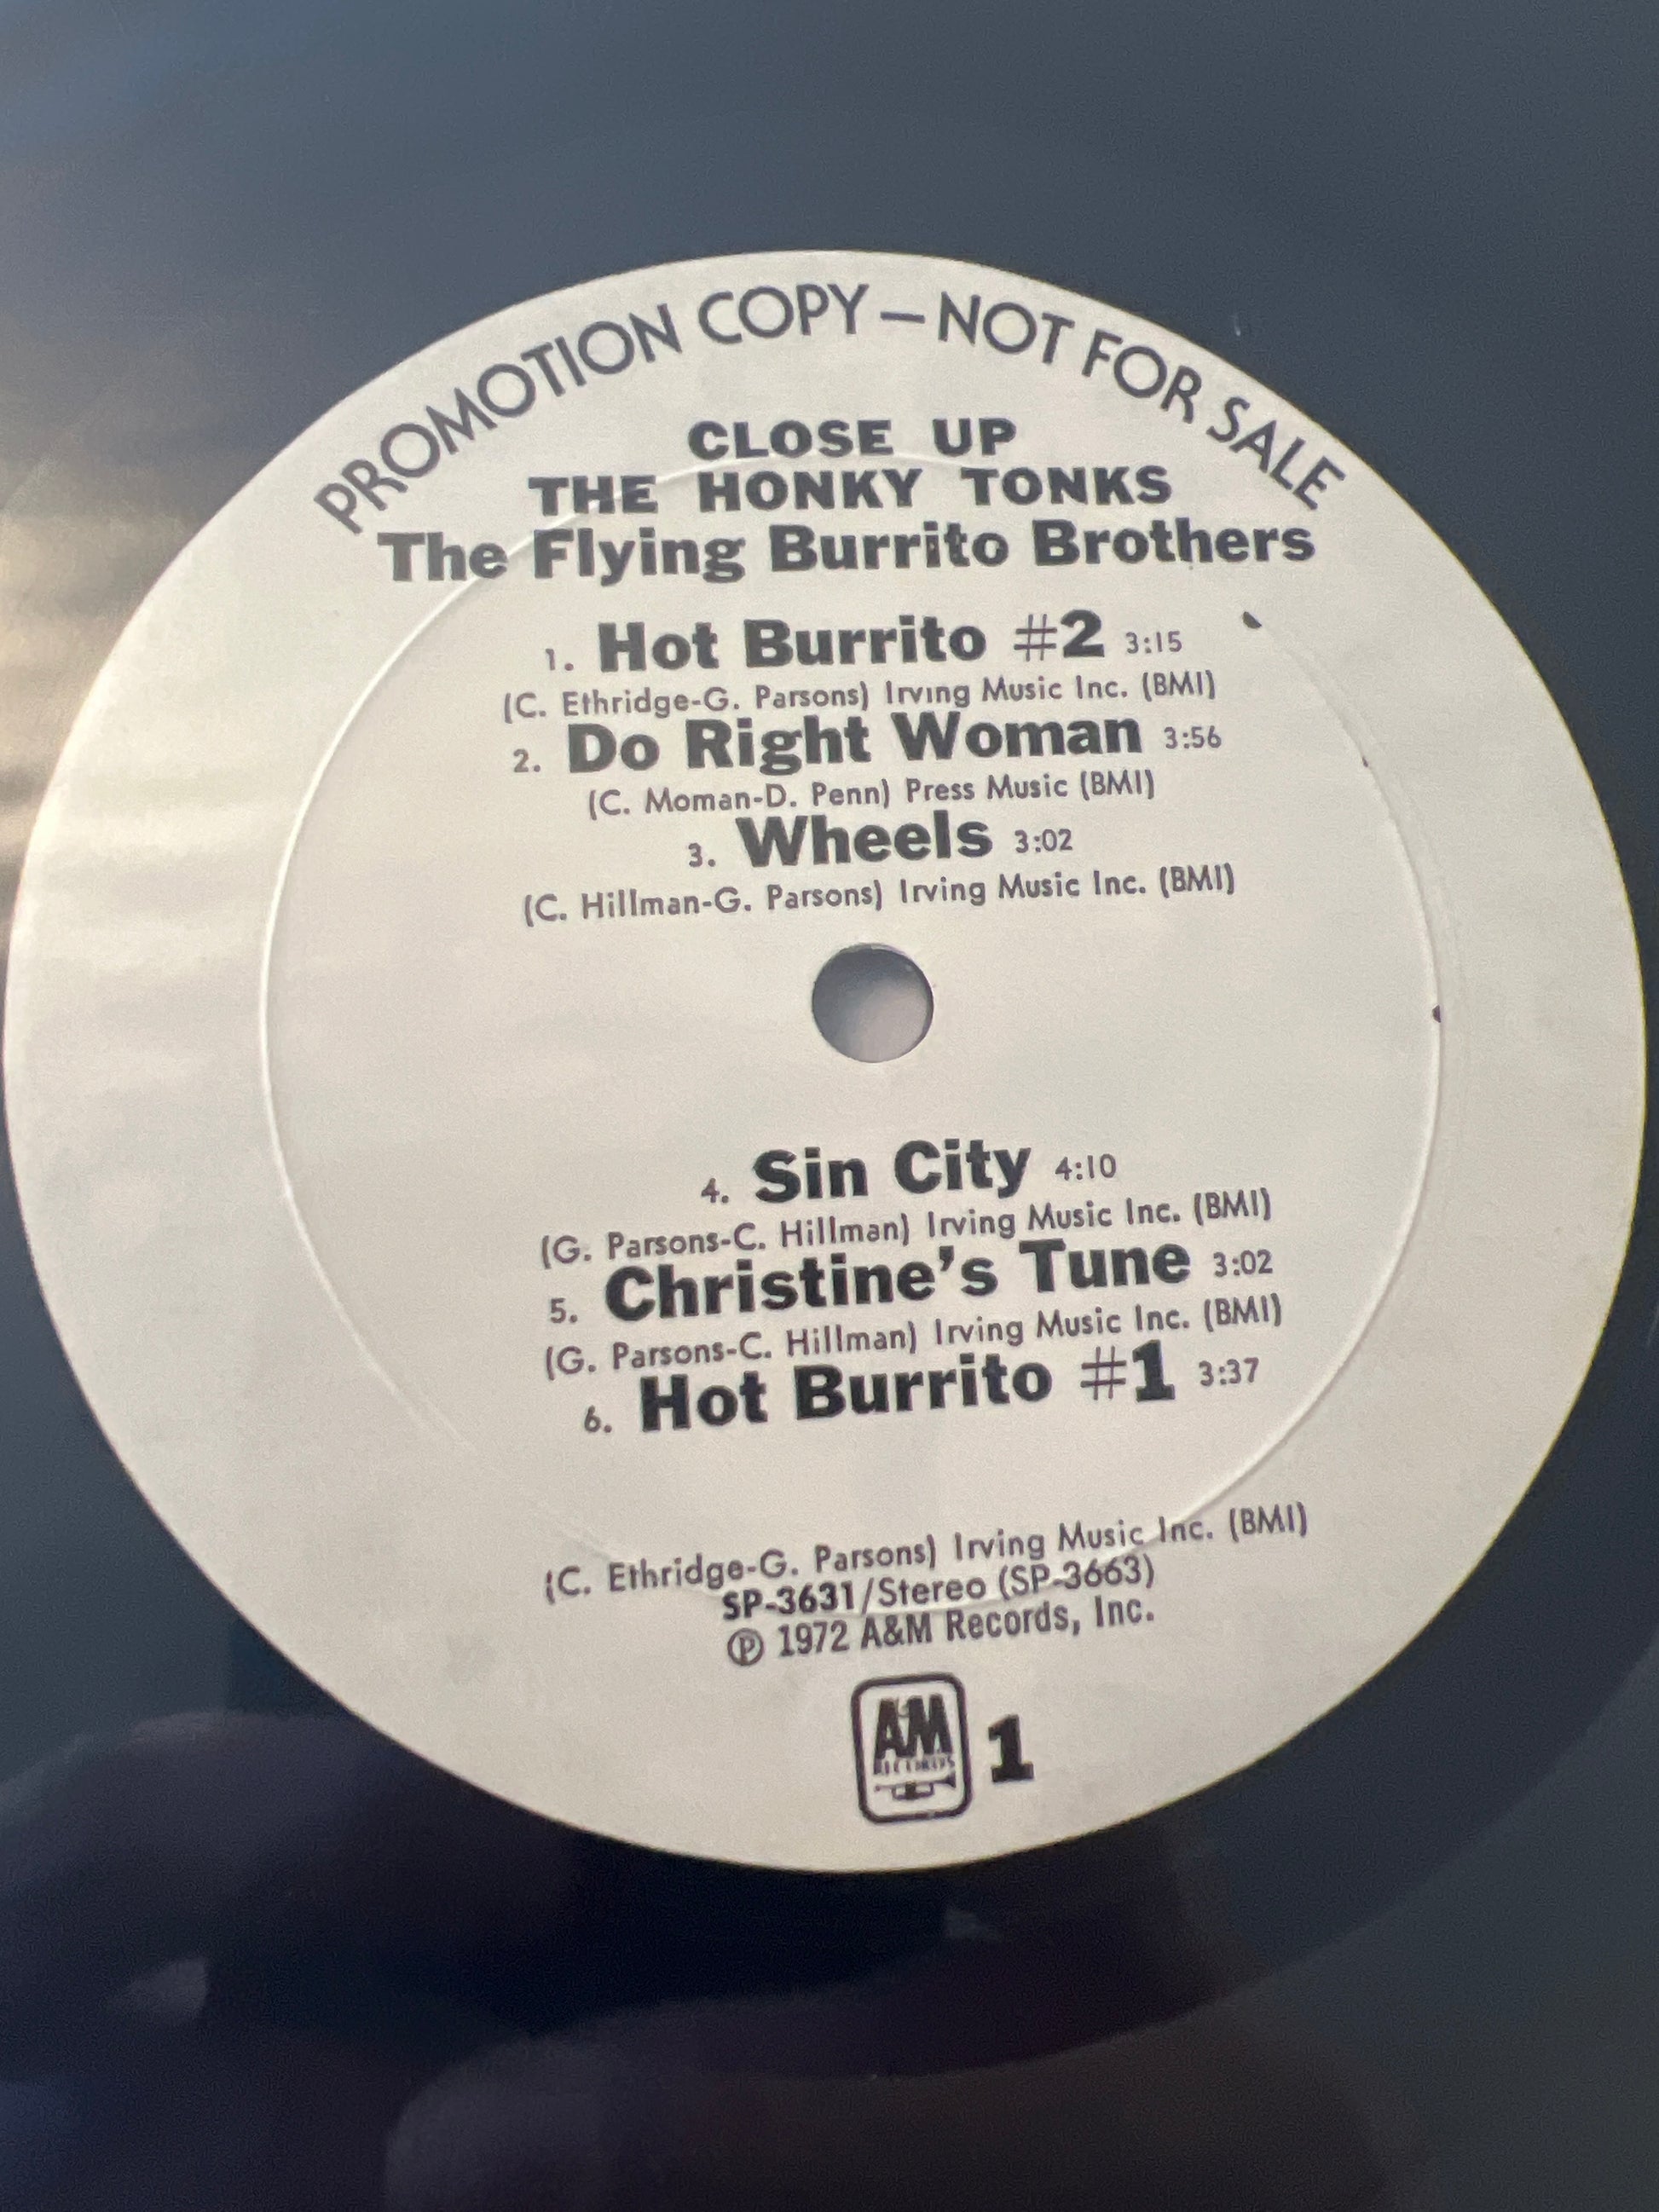 PROMOTION COPY — NOT FOR SALE
CLOSE UP
THE HONKY TONKS
The Flying Burrito Brothers
1. Hot Burrito #2 3:15
(C. Ethridge-G. Parsons) Irving Music Inc. (BMI)
2. Do Right Woman 3:56
(C. Moman-D. Penn) Press Music (BMI)
3. Wheels 3:02
(C. Hillman-G. Parsons) Irving Music Inc. (BMI)
4. Sin City 4:10
(G. Parsons-C. Hillman) Irving Music Inc. (BMI)
5. Christine's Tune 3:02
(G. Parsons-C. Hillman) Irving Music Inc. (BMI)
6. Hot Burrito #1 3:37
(C. Ethridge-G. Parsons) Irving Music Inc. (BMI)
SP-3631/Stereo (SP-3663)
℗ 1972 A&M Records, Inc.
A&M 1
RECORDS